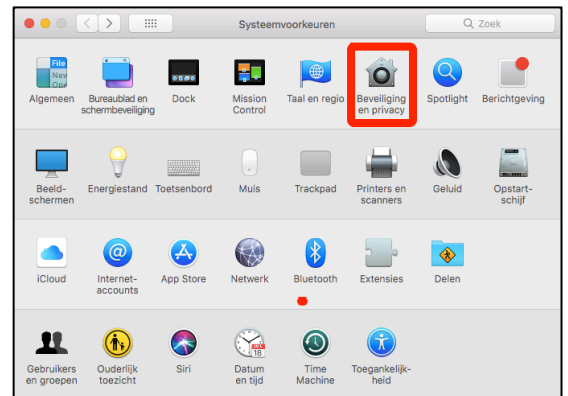 Systeemvoorkeuren
Zoek
File
New
Algemeen
Bureaublad en
schermbeveiliging
Dock
Mission
Control
Taal en regio
Beveiliging
en privacy
Spotlight
Berichtgeving
Beeld-
schermen
Energiestand
Toetsenbord
Muis
Trackpad
Printers en
scanners
Geluid
Opstart-
schijf
iCloud
Internet-
accounts
App Store
Netwerk
Bluetooth
Extensies
Delen
Gebruikers
en groepen
Ouderlijk
toezicht
Siri
18
Datum
en tijd
Time
Machine
Toegankelijk-
heid